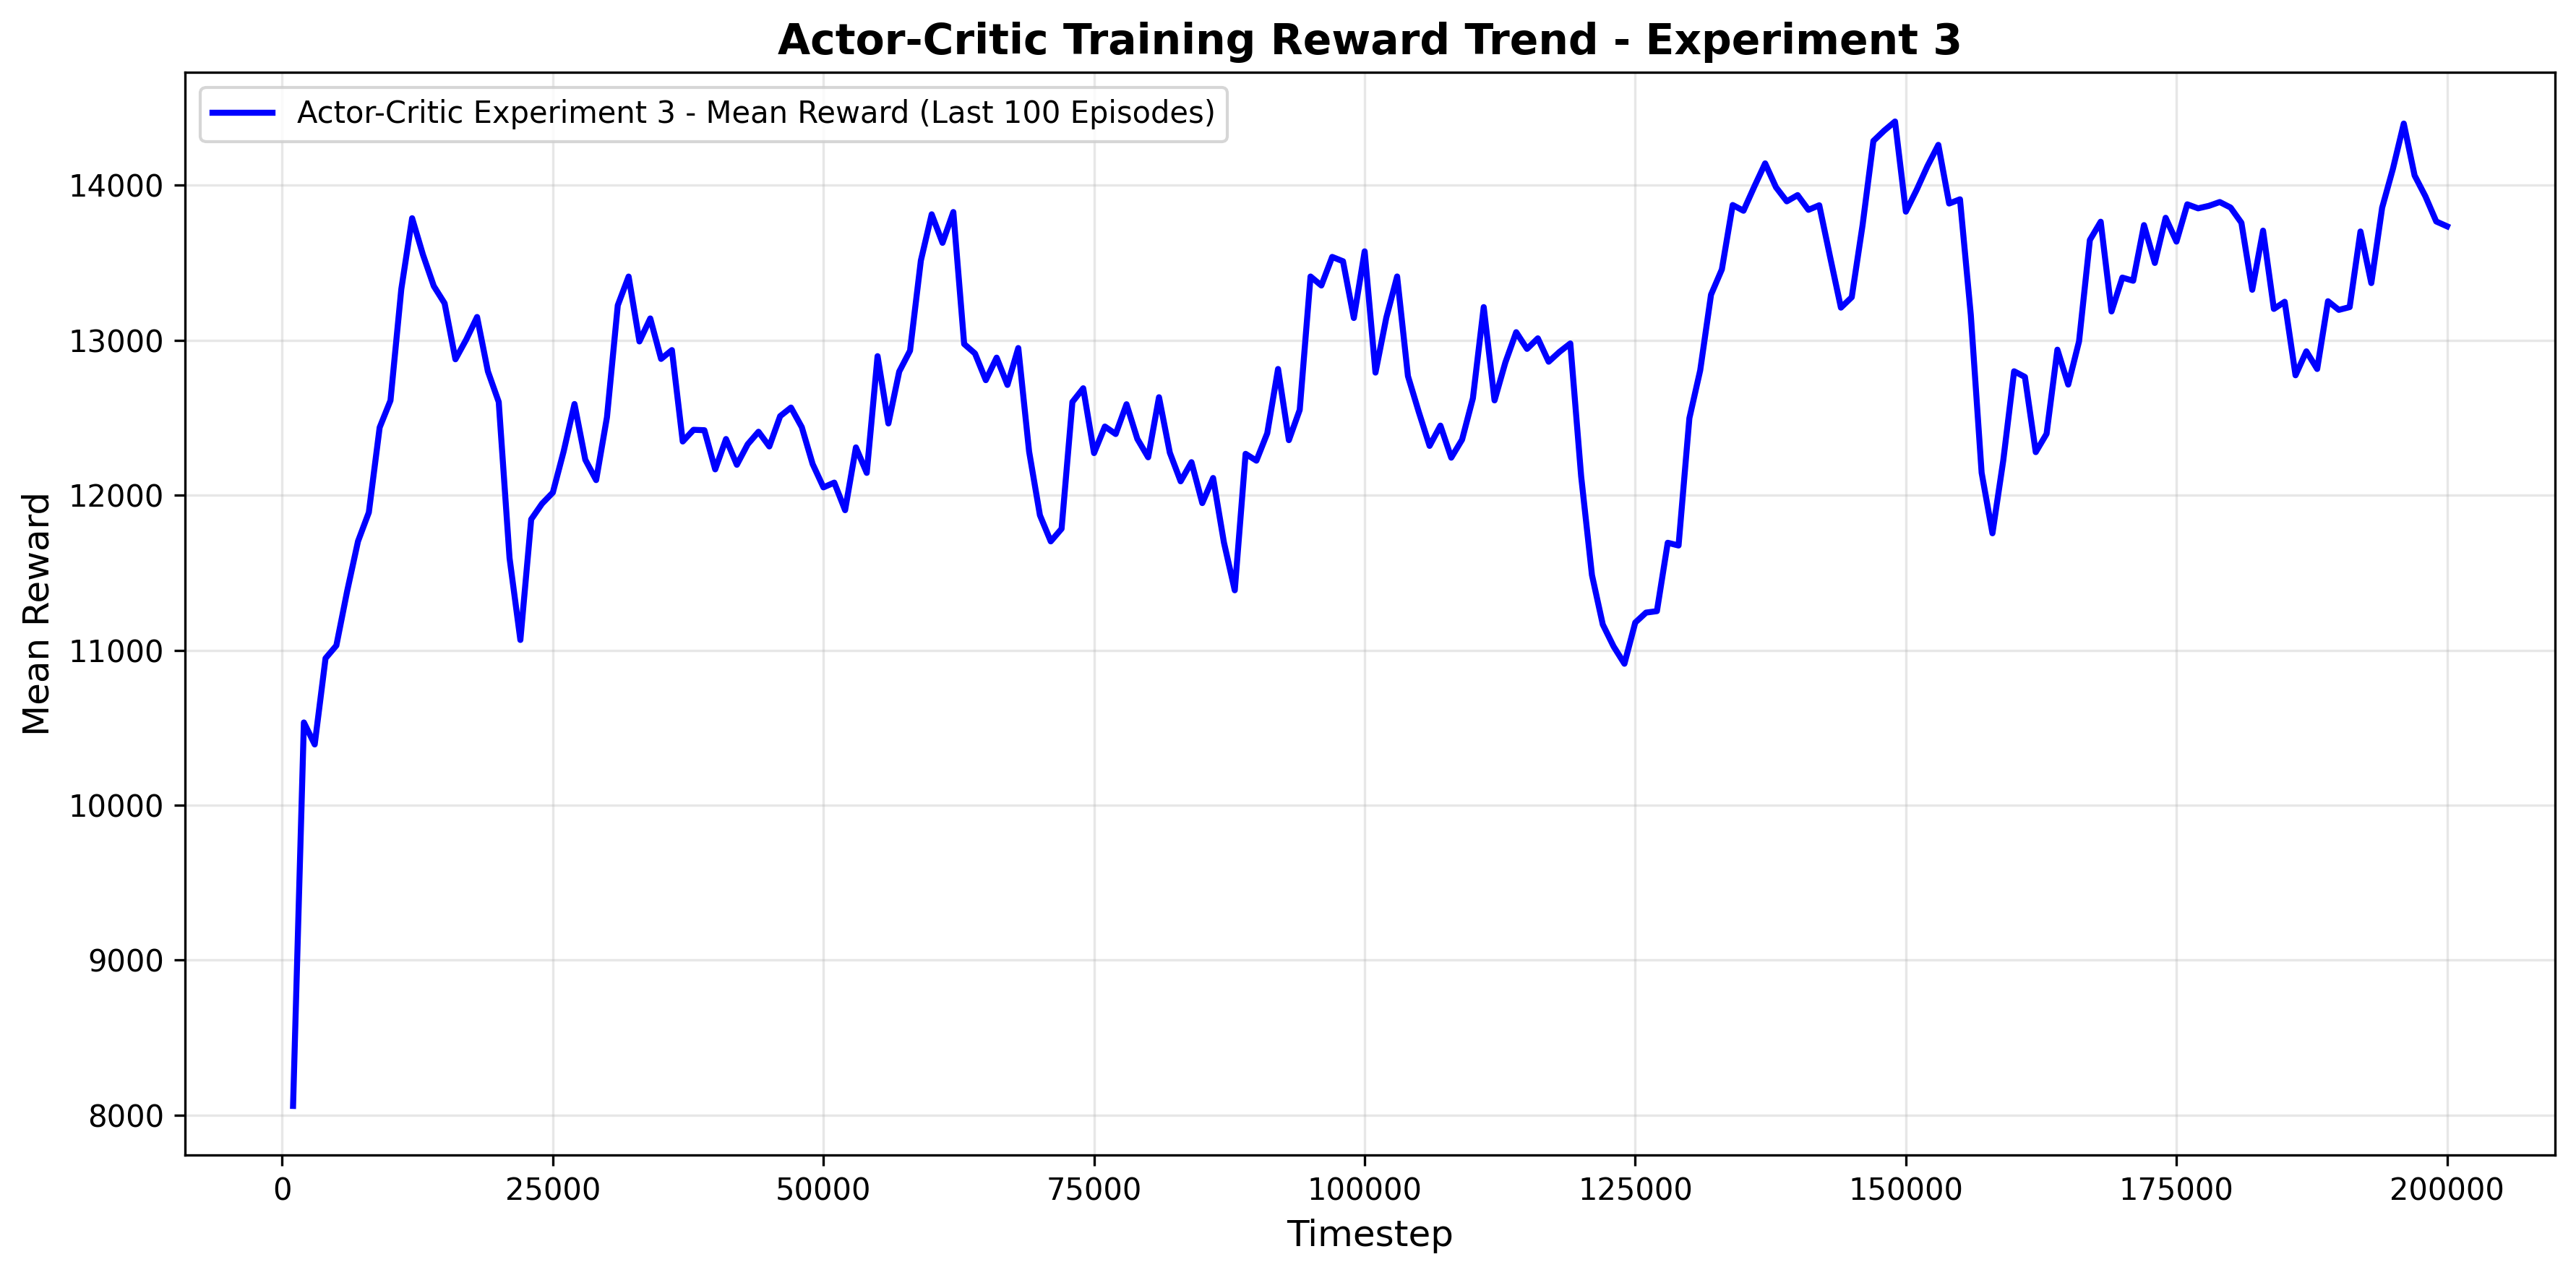 Actor-Critic Training Reward Trend - Experiment 3
Actor-Critic Experiment 3 - Mean Reward (Last 100 Episodes)
Mean Reward
14000
13000
12000
11000
10000
9000
8000
0 25000 50000 75000 100000 125000 150000 175000 200000
Timestep